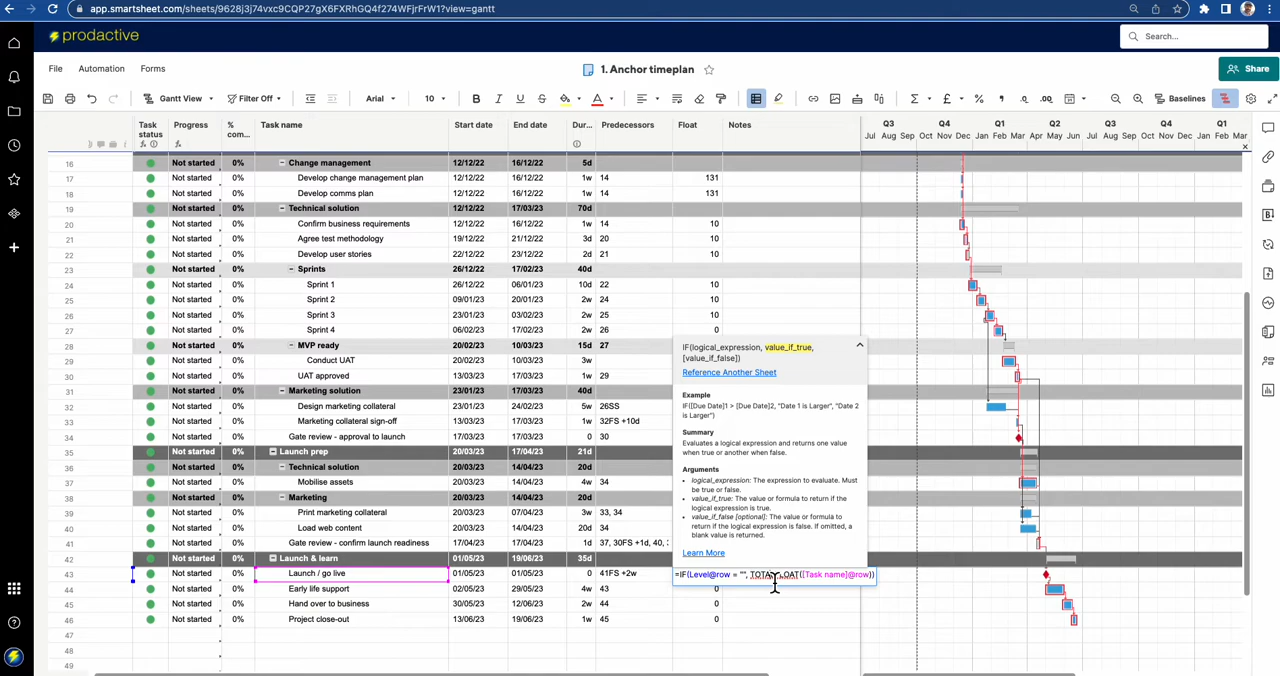 app.smartsheet.com/sheets/9628j3j74vxc9CQP27gX6FXRhGQ4f274WFjrFrW1?view=gantt
prodactive
Search...
File Automation Forms
1. Anchor timeplan
Share
Gantt View Filter Off Arial 10 B I U S A Baselines
Task status Progress % com... Task name Start date End date Dur... Predecessors Float Notes
Q3 Q4 Q1 Q2 Q3 Q4 Q1
Jul Aug Sep Oct Nov Dec Jan Feb Mar Apr May Jun Jul Aug Sep Oct Nov Dec Jan Feb Mar
16 Not started 0% Change management 12/12/22 16/12/22 5d
17 Not started 0% Develop change management plan 12/12/22 16/12/22 1w 14 131
18 Not started 0% Develop comms plan 12/12/22 16/12/22 1w 14 131
19 Not started 0% Technical solution 12/12/22 17/03/23 70d
20 Not started 0% Confirm business requirements 12/12/22 16/12/22 1w 14 10
21 Not started 0% Agree test methodology 19/12/22 21/12/22 3d 20 10
22 Not started 0% Develop user stories 22/12/22 23/12/22 2d 21 10
23 Not started 0% Sprints 26/12/22 17/02/23 40d
24 Not started 0% Sprint 1 26/12/22 06/01/23 10d 22 10
25 Not started 0% Sprint 2 09/01/23 20/01/23 2w 24 10
26 Not started 0% Sprint 3 23/01/23 03/02/23 2w 25 10
27 Not started 0% Sprint 4 06/02/23 17/02/23 2w 26 0
28 Not started 0% MVP ready 20/02/23 10/03/23 15d 27
29 Not started 0% Conduct UAT 20/02/23 10/03/23 3w
30 Not started 0% UAT approved 13/03/23 17/03/23 1w 29
31 Not started 0% Marketing solution 23/01/23 17/03/23 40d
32 Not started 0% Design marketing collateral 23/01/23 24/02/23 5w 26SS
33 Not started 0% Marketing collateral sign-off 13/03/23 17/03/23 1w 32FS +10d
34 Not started 0% Gate review - approval to launch 17/03/23 17/03/23 0 30
35 Not started 0% Launch prep 20/03/23 17/04/23 21d
36 Not started 0% Technical solution 20/03/23 14/04/23 20d
37 Not started 0% Mobilise assets 20/03/23 14/04/23 4w 34
38 Not started 0% Marketing 20/03/23 14/04/23 20d
39 Not started 0% Print marketing collateral 20/03/23 07/04/23 3w 33, 34
40 Not started 0% Load web content 20/03/23 14/04/23 20d 34
41 Not started 0% Gate review - confirm launch readiness 17/04/23 17/04/23 1d 37, 30FS +1d, 40,
42 Not started 0% Launch & learn 01/05/23 19/06/23 35d
43 Not started 0% Launch / go live 01/05/23 01/05/23 0 41FS +2w
44 Not started 0% Early life support 02/05/23 29/05/23 4w 43 0
45 Not started 0% Hand over to business 30/05/23 12/06/23 2w 44 0
46 Not started 0% Project close-out 13/06/23 19/06/23 1w 45 0
47
48
49
IF(logical_expression, value_if_true,
[value_if_false])
Reference Another Sheet
Example
IF([Due Date]1 > [Due Date]2, "Date 1 is Larger", "Date 2
is Larger")
Summary
Evaluates a logical expression and returns one value
when true or another when false.
Arguments
• logical_expression: The expression to evaluate. Must
be true or false.
• value_if_true: The value or formula to return if the
logical expression is true.
• value_if_false [optional]: The value or formula to
return if the logical expression is false. If omitted, a
blank value is returned.
Learn More
=IF(Level@row = "", ([Task name]@row))